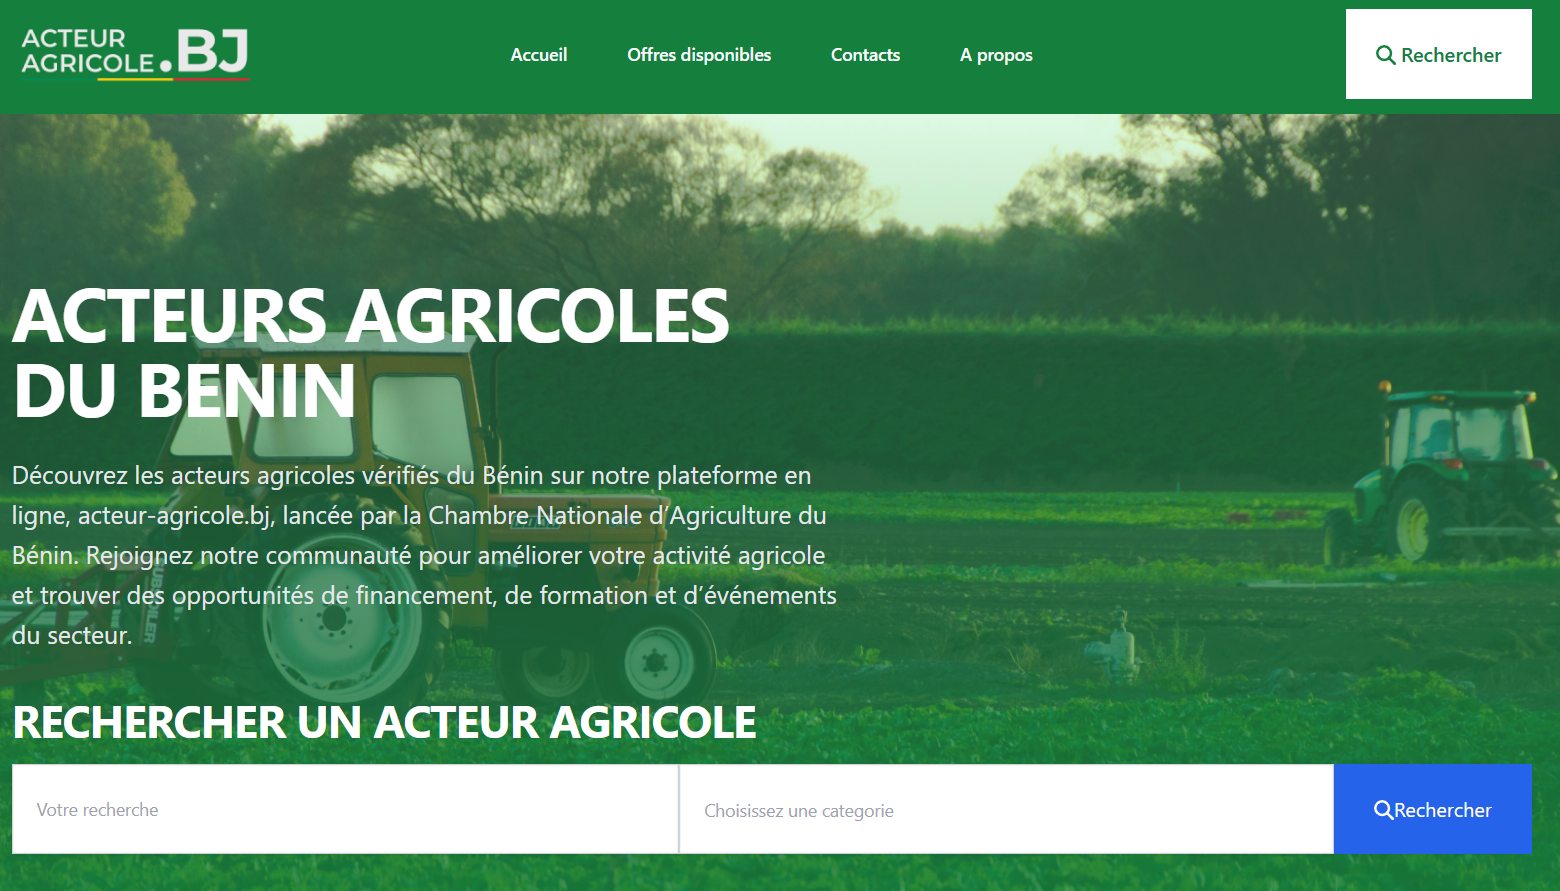 ACTEUR
AGRICOLE.BJ
Accueil
Offres disponibles
Contacts
A propos
Rechercher
ACTEURS AGRICOLES
DU BENIN
Découvrez les acteurs agricoles vérifiés du Bénin sur notre plateforme en
ligne, acteur-agricole.bj, lancée par la Chambre Nationale d’Agriculture du
Bénin. Rejoignez notre communauté pour améliorer votre activité agricole
et trouver des opportunités de financement, de formation et d’événements
du secteur.
RECHERCHER UN ACTEUR AGRICOLE
Votre recherche
Choisissez une categorie
Rechercher